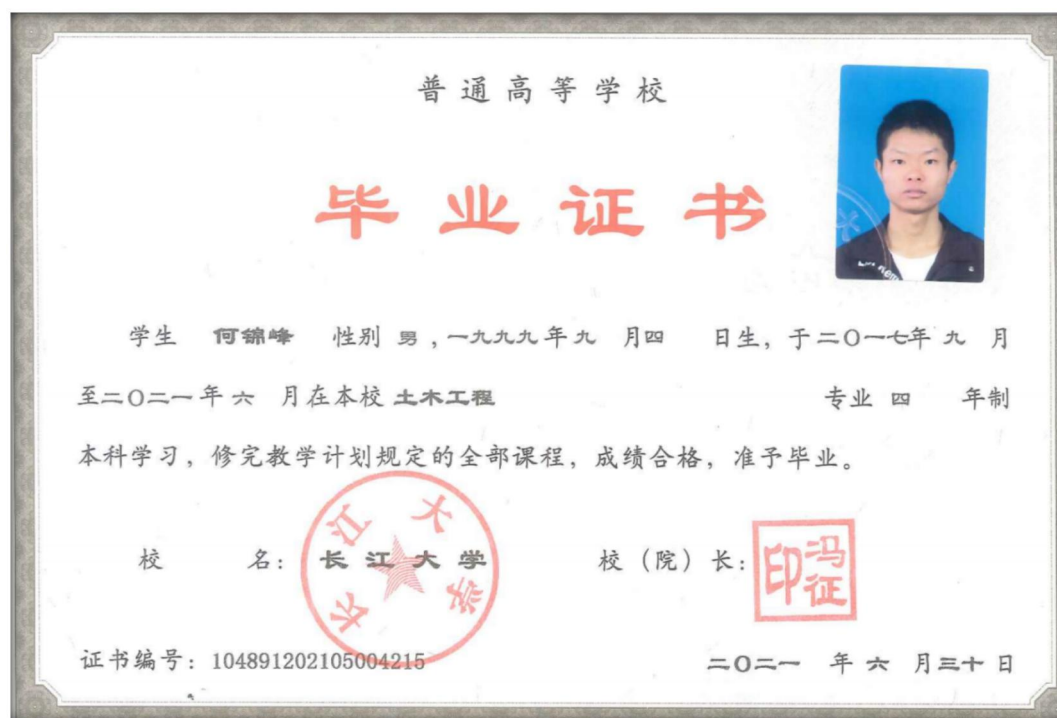 普通高等学校
毕业证书
学生 何锦峰 性别 男,一九九九年九 月四 日生,于二〇一七年 九 月
至二〇二一年 六 月在本校 土木工程 专业 四 年制
本科学习,修完教学计划规定的全部课程,成绩合格,准予毕业。
校 名: 长江大学 校(院)长:
长江大学
冯征印
证书编号:104891202105004215 二〇二一 年 六 月三十日